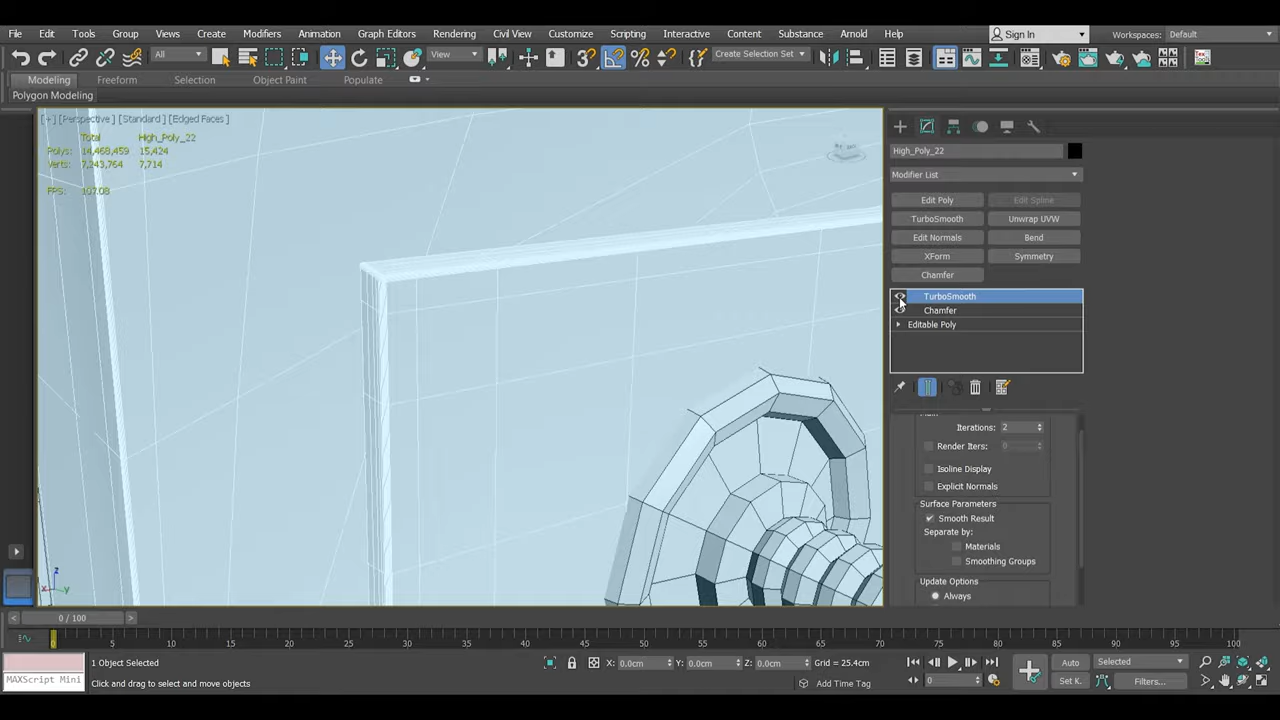 File Edit Tools Group Views Create Modifiers Animation Graph Editors Rendering Civil View Customize Scripting Interactive Content Substance Arnold Help Sign In Workspaces: Default
All View Create Selection Set
Modeling Freeform Selection Object Paint Populate
Polygon Modeling
[+] [Perspective] [Standard] [Edged Faces]
Total High_Poly_22
Polys: 14,468,459 15,424
Verts: 7,243,764 7,714
FPS: 107.08
High_Poly_22
Modifier List
Edit Poly Edit Spline
TurboSmooth Unwrap UVW
Edit Normals Bend
XForm Symmetry
Chamfer
TurboSmooth
Chamfer
Editable Poly
Main
Iterations: 2
Render Iters: 0
Isoline Display
Explicit Normals
Surface Parameters
Smooth Result
Separate by:
Materials
Smoothing Groups
Update Options
Always
z
x y
< 0 / 100 >
0 5 10 15 20 25 30 35 40 45 50 55 60 65 70 75 80 85 90 95 100
1 Object Selected X: 0.0cm Y: 0.0cm Z: 0.0cm Grid = 25.4cm Auto Selected
MAXScript Mini Click and drag to select and move objects Add Time Tag 0 Set K. Filters...